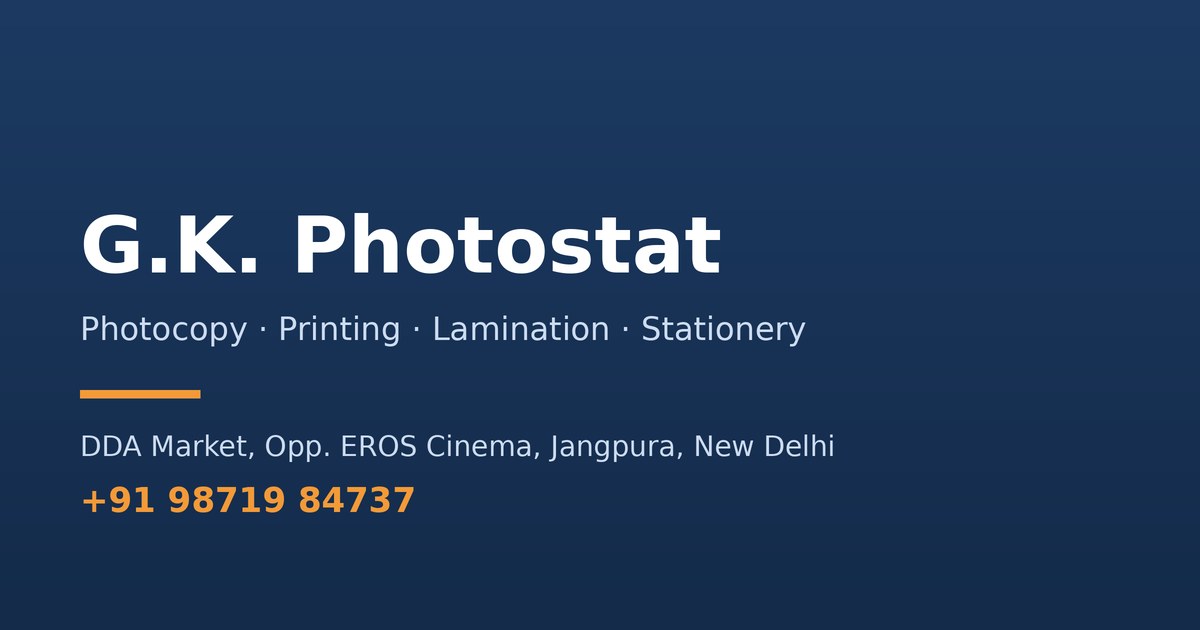 G.K. Photostat
Photocopy · Printing · Lamination · Stationery
DDA Market, Opp. EROS Cinema, Jangpura, New Delhi
+91 98719 84737